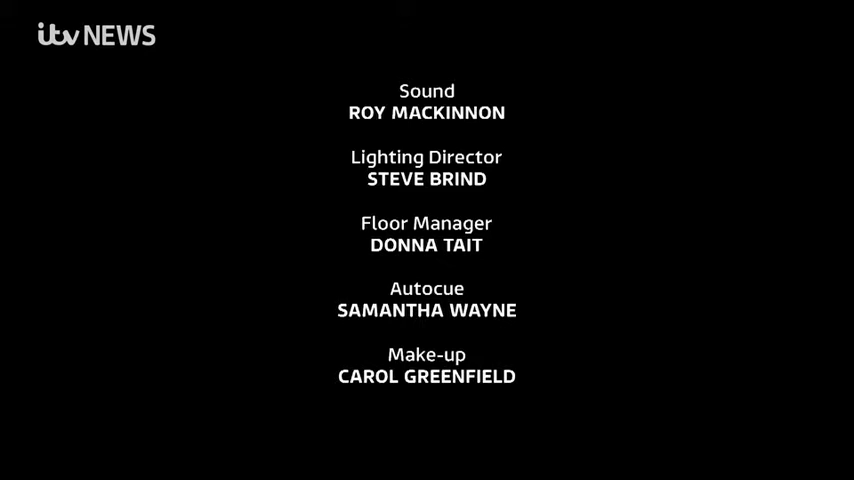 itv NEWS
Sound
ROY MACKINNON
Lighting Director
STEVE BRIND
Floor Manager
DONNA TAIT
Autocue
SAMANTHA WAYNE
Make-up
CAROL GREENFIELD